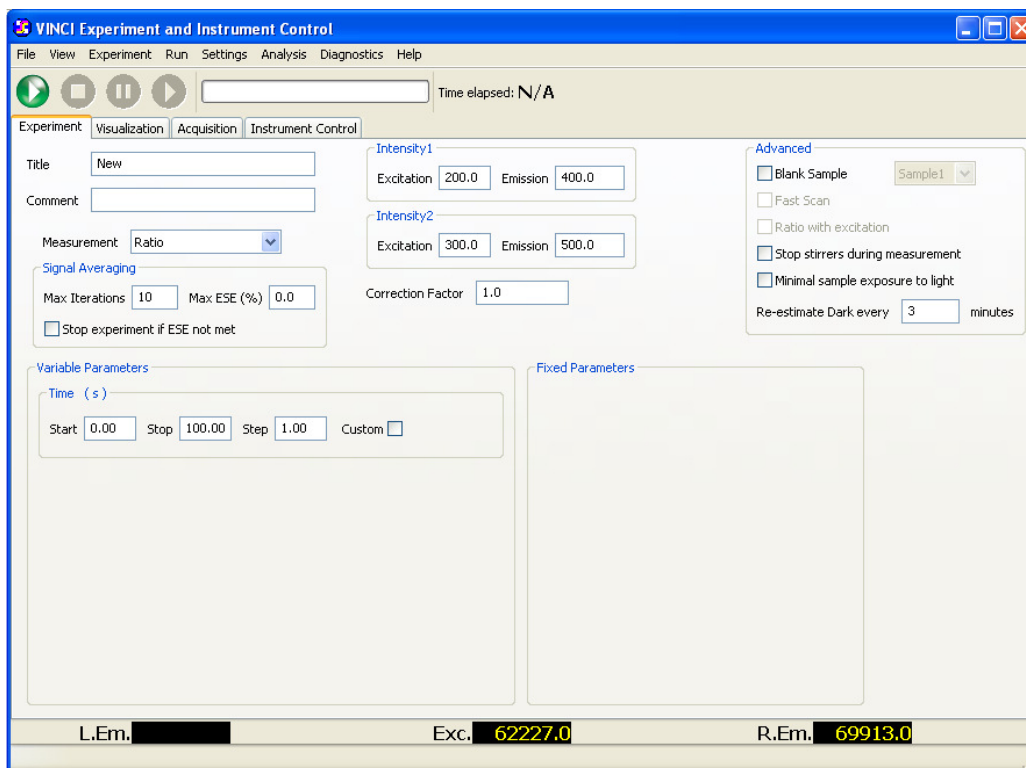 VINCI Experiment and Instrument Control
File View Experiment Run Settings Analysis Diagnostics Help
Time elapsed: N/A
Experiment Visualization Acquisition Instrument Control
Title New
Comment
Measurement Ratio
Signal Averaging
Max Iterations 10 Max ESE (%) 0.0
Stop experiment if ESE not met
Intensity1
Excitation 200.0 Emission 400.0
Intensity2
Excitation 300.0 Emission 500.0
Correction Factor 1.0
Advanced
Blank Sample Sample1
Fast Scan
Ratio with excitation
Stop stirrers during measurement
Minimal sample exposure to light
Re-estimate Dark every 3 minutes
Variable Parameters
Time (s)
Start 0.00 Stop 100.00 Step 1.00 Custom
Fixed Parameters
L.Em. Exc. 62227.0 R.Em. 69913.0